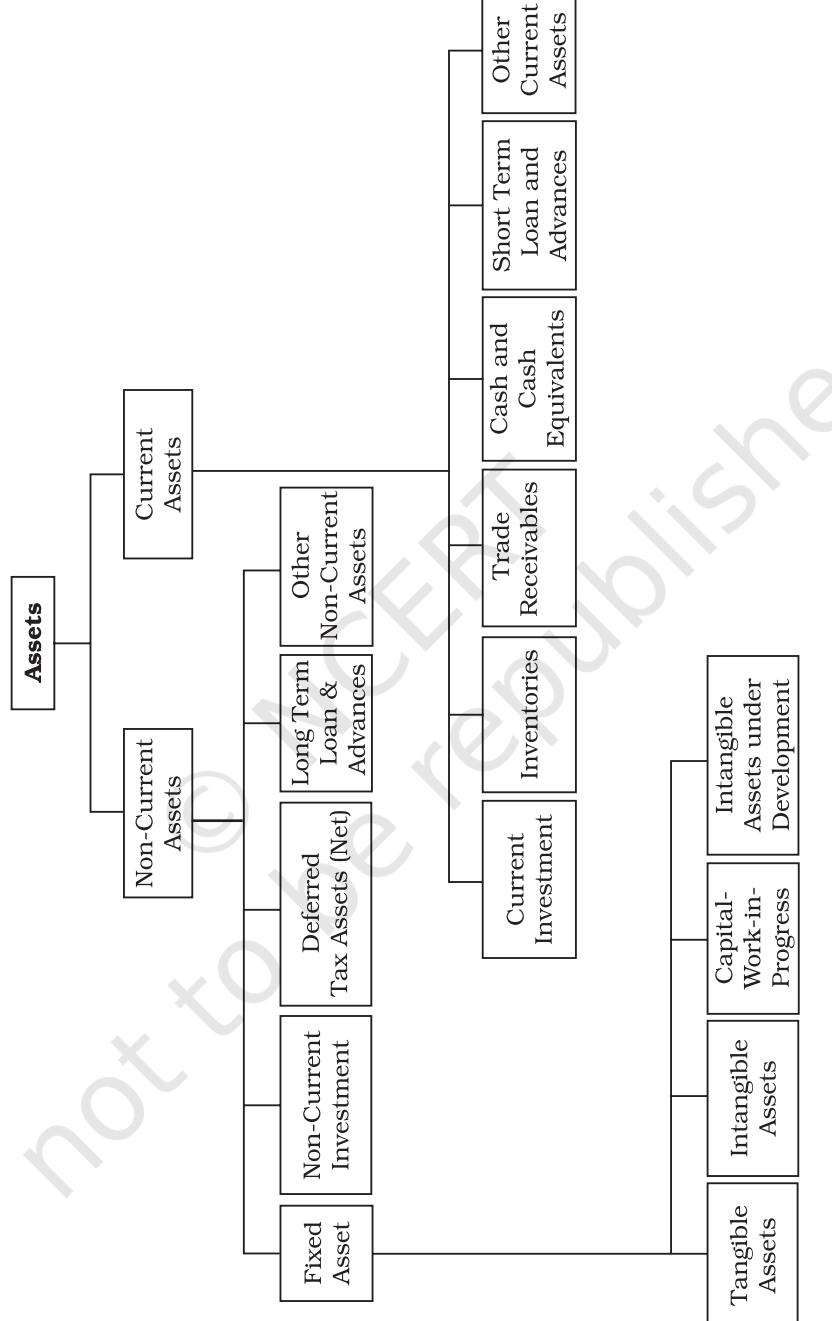 Assets
Non-Current
Assets
Current
Assets
Fixed
Asset
Non-Current
Investment
Deferred
Tax Assets (Net)
Long Term
Loan &
Advances
Other
Non-Current
Assets
Current
Investment
Inventories
Trade
Receivables
Cash and
Cash
Equivalents
Short Term
Loan and
Advances
Other
Current
Assets
Tangible
Assets
Intangible
Assets
Capital-
Work-in-
Progress
Intangible
Assets under
Development
© NCERT
not to be republishe